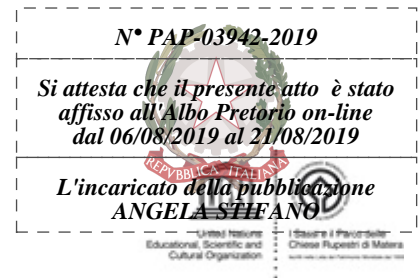 N° PAP-03942-2019
Si attesta che il presente atto è stato
affisso all'Albo Pretorio on-line
dal 06/08/2019 al 21/08/2019
REPVBBLICA ITALIANA
L'incaricato della pubblicazione
ANGELA STIFANO
United Nations
Educational, Scientific and
Cultural Organization
I Sassi e il Parco delle
Chiese Rupestri di Matera